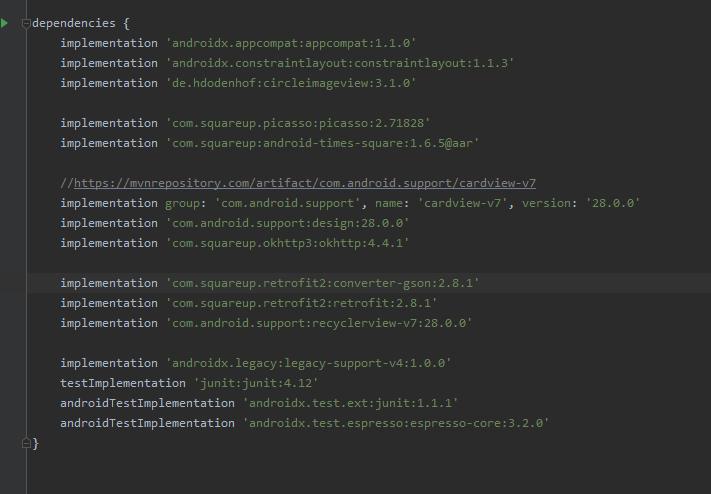 dependencies {
implementation 'androidx.appcompat:appcompat:1.1.0'
implementation 'androidx.constraintlayout:constraintlayout:1.1.3'
implementation 'de.hdodenhof:circleimageview:3.1.0'
implementation 'com.squareup.picasso:picasso:2.71828'
implementation 'com.squareup:android-times-square:1.6.5@aar'
//https://mvnrepository.com/artifact/com.android.support/cardview-v7
implementation group: 'com.android.support', name: 'cardview-v7', version: '28.0.0'
implementation 'com.android.support:design:28.0.0'
implementation 'com.squareup.okhttp3:okhttp:4.4.1'
implementation 'com.squareup.retrofit2:converter-gson:2.8.1'
implementation 'com.squareup.retrofit2:retrofit:2.8.1'
implementation 'com.android.support:recyclerview-v7:28.0.0'
implementation 'androidx.legacy:legacy-support-v4:1.0.0'
testImplementation 'junit:junit:4.12'
androidTestImplementation 'androidx.test.ext:junit:1.1.1'
androidTestImplementation 'androidx.test.espresso:espresso-core:3.2.0'
}